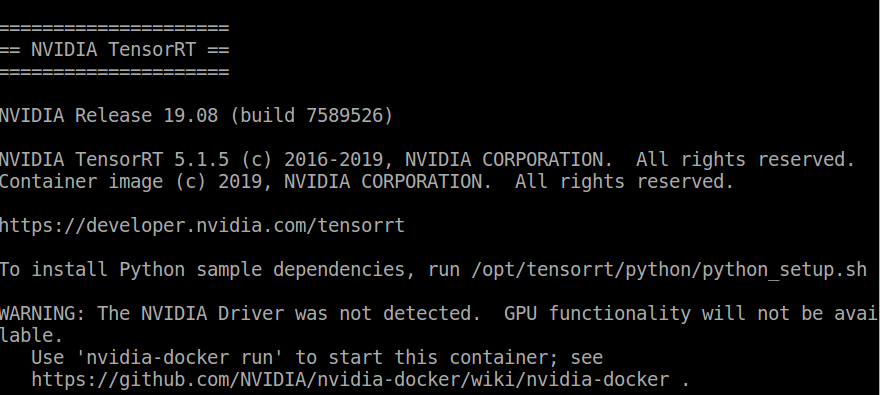 =====================
== NVIDIA TensorRT ==
=====================
NVIDIA Release 19.08 (build 7589526)
NVIDIA TensorRT 5.1.5 (c) 2016-2019, NVIDIA CORPORATION.  All rights reserved.
Container image (c) 2019, NVIDIA CORPORATION.  All rights reserved.
https://developer.nvidia.com/tensorrt
To install Python sample dependencies, run /opt/tensorrt/python/python_setup.sh
WARNING: The NVIDIA Driver was not detected.  GPU functionality will not be avai
lable.
   Use 'nvidia-docker run' to start this container; see
   https://github.com/NVIDIA/nvidia-docker/wiki/nvidia-docker .